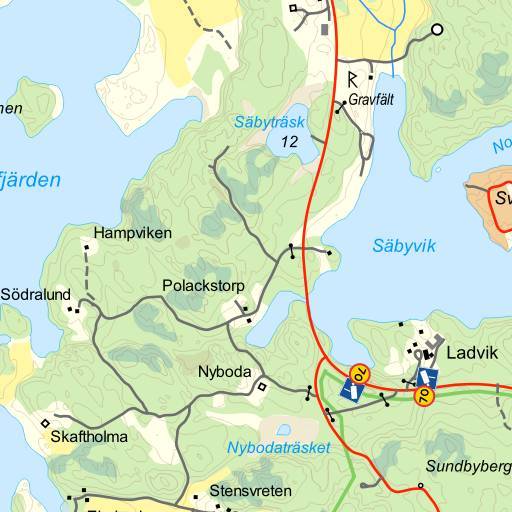 Gravfält
Säbyträsk
12
fjärden
Hampviken
Säbyvik
Södralund
Polackstorp
Ladvik
Nyboda
70
70
Skaftholma
Nybodaträsket
Sundbyberg
Stensvreten